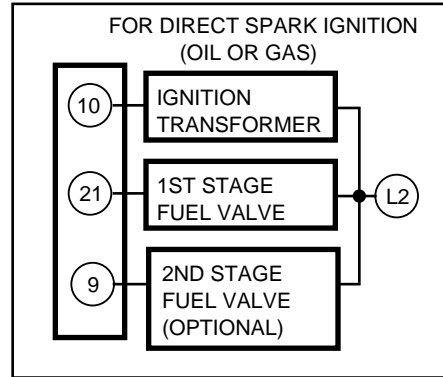 FOR DIRECT SPARK IGNITION
(OIL OR GAS)
10
IGNITION
TRANSFORMER
21
1ST STAGE
FUEL VALVE
L2
9
2ND STAGE
FUEL VALVE
(OPTIONAL)